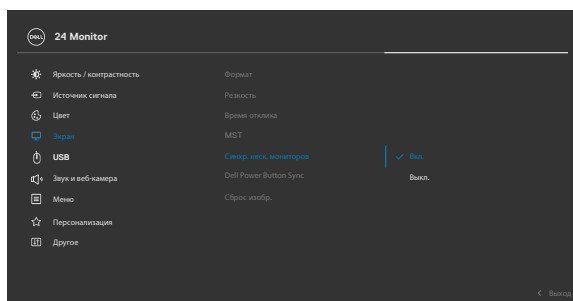 DELL
24 Monitor
Яркость / контрастность
Источник сигнала
Цвет
Экран
USB
Звук и веб-камера
Меню
Персонализация
Другое
Формат
Резкость
Время отклика
MST
Синхр. неск. мониторов
Dell Power Button Sync
Сброс изобр.
Вкл.
Выкл.
Выход